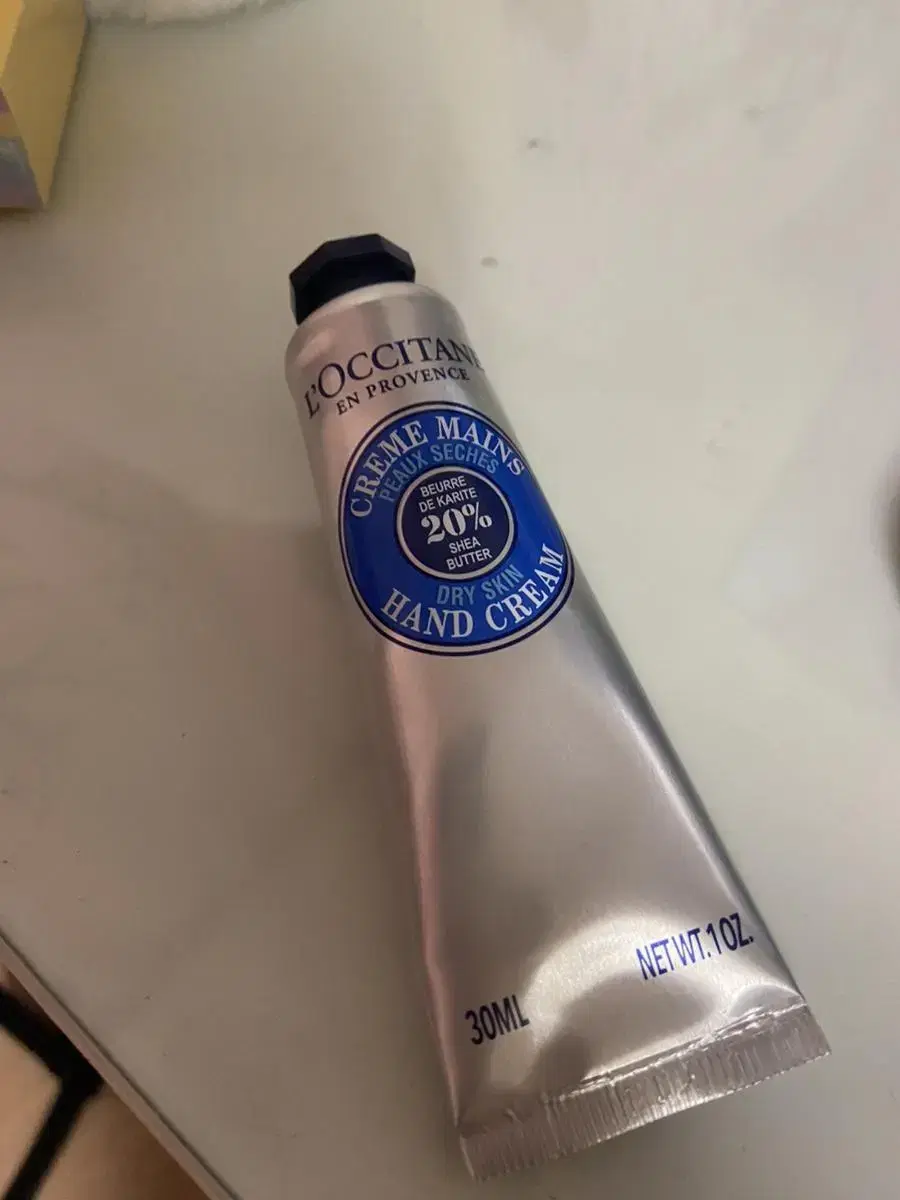 L'OCCITANE
EN PROVENCE
CREME MAINS
PEAUX SECHES
BEURRE
DE KARITE
20%
SHEA
BUTTER
DRY SKIN
HAND CREAM
NET WT. 1 OZ.
30ML